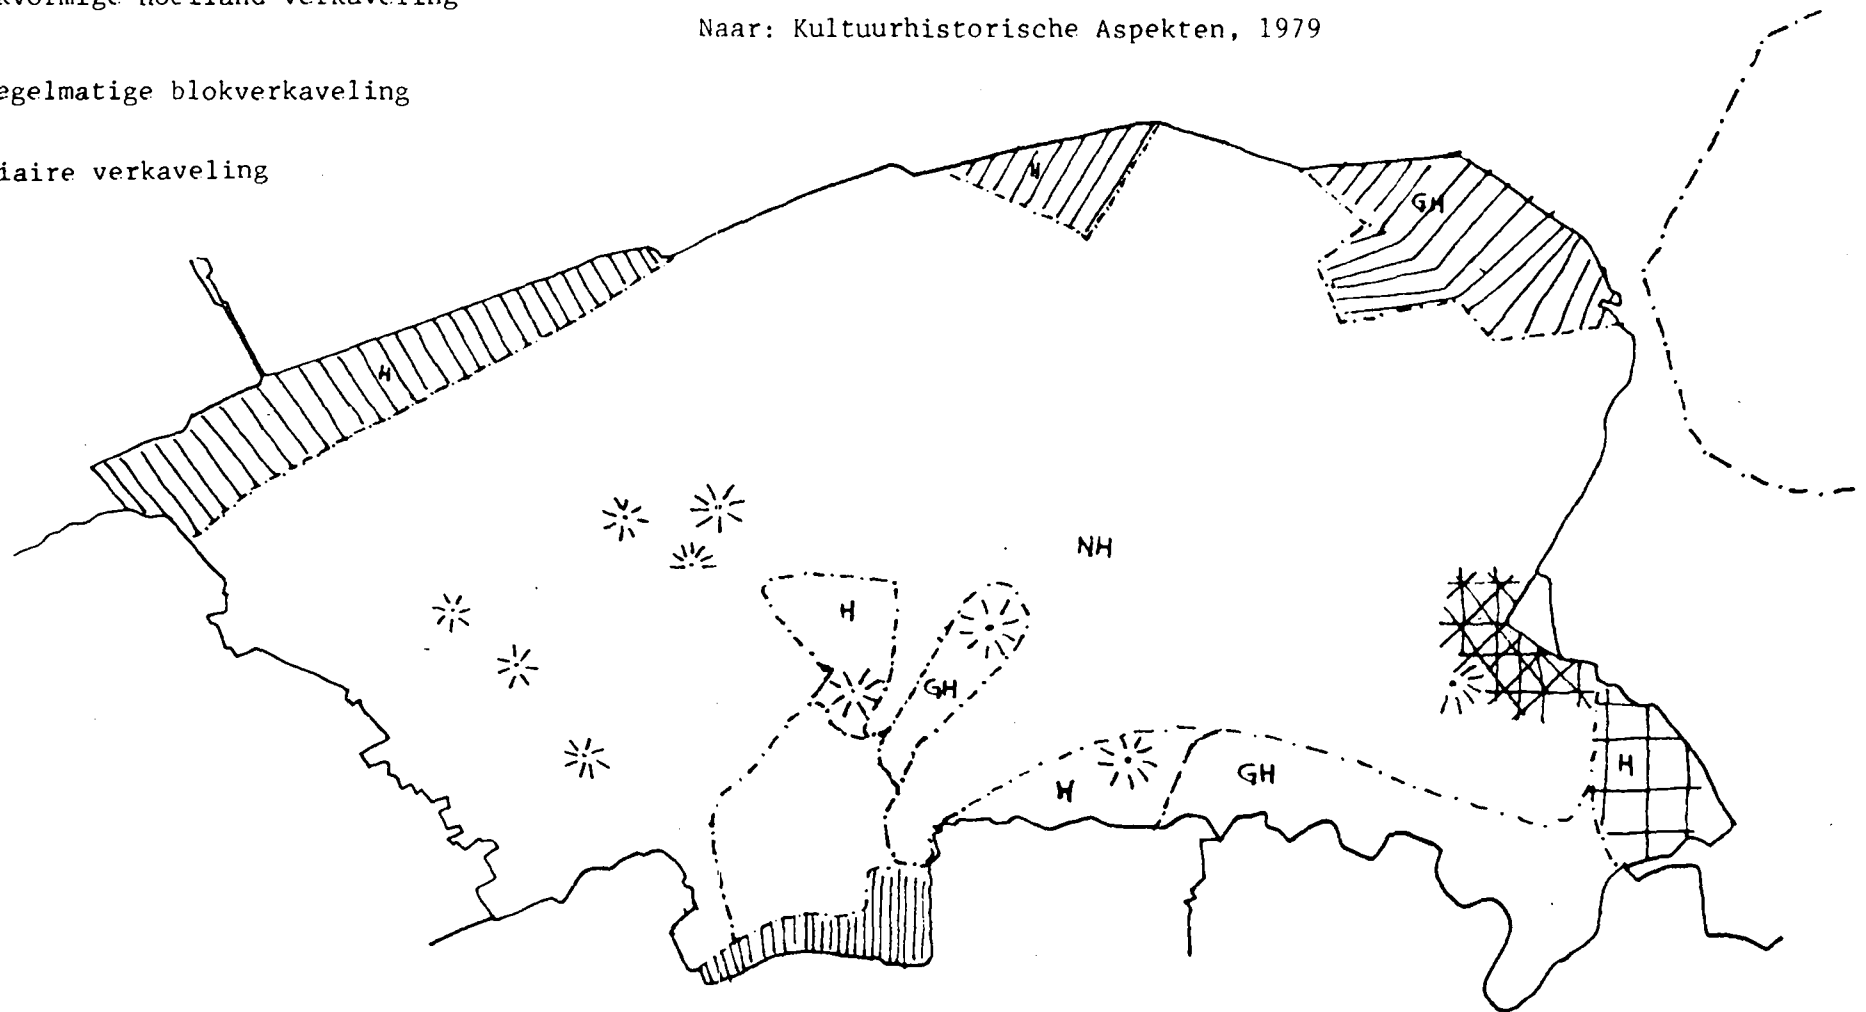 Naar: Kultuurhistorische Aspekten, 1979
egelmatige blokverkaveling
iaire verkaveling
H
GH
H
NH
H
GH
H
GH
H